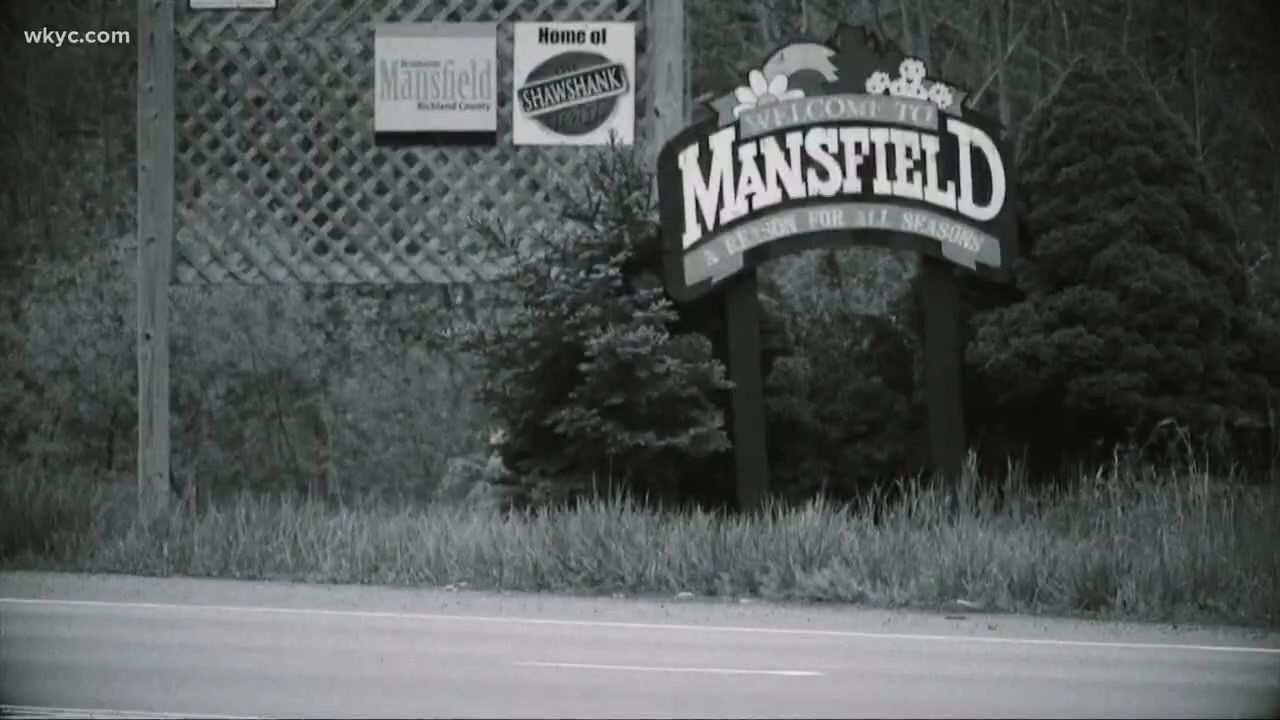 wkyc.com
Mansfield
Richland County
Home of
SHAWSHANK
WELCOME TO
MANSFIELD
A REASON FOR ALL SEASONS